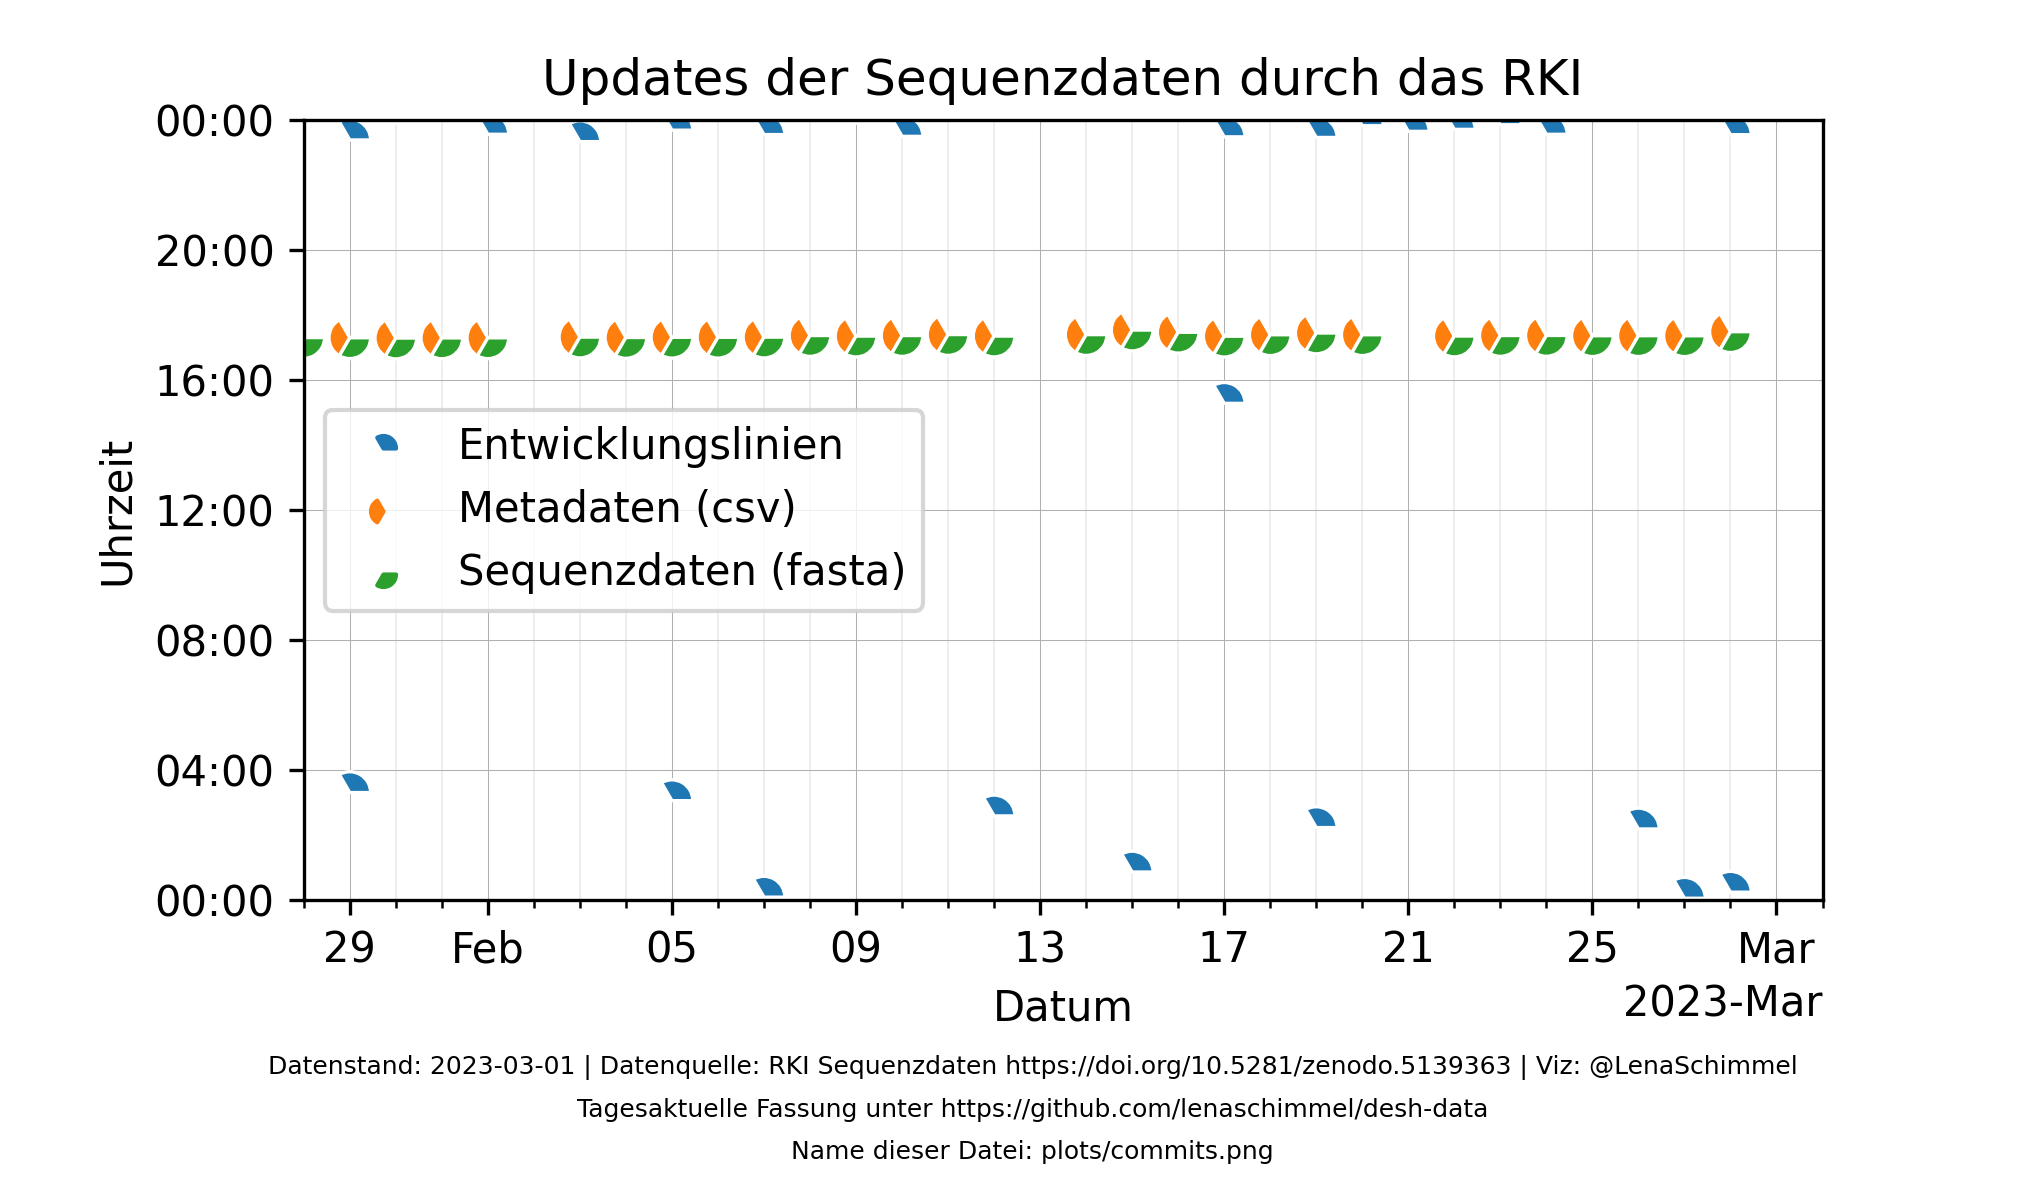 Updates der Sequenzdaten durch das RKI
00:00
20:00
16:00
12:00
08:00
04:00
00:00
Uhrzeit
Entwicklungslinien
Metadaten (csv)
Sequenzdaten (fasta)
29 Feb 05 09 13 17 21 25 Mar
Datum
2023-Mar
Datenstand: 2023-03-01 | Datenquelle: RKI Sequenzdaten https://doi.org/10.5281/zenodo.5139363 | Viz: @LenaSchimmel
Tagesaktuelle Fassung unter https://github.com/lenaschimmel/desh-data
Name dieser Datei: plots/commits.png